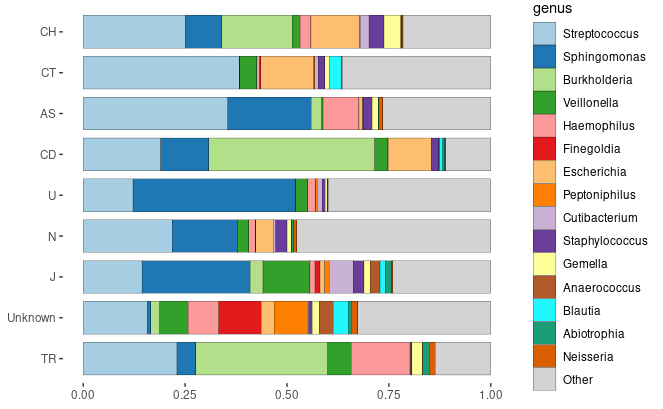 genus
CH
CT
AS
CD
U
N
J
Unknown
TR
0.00 0.25 0.50 0.75 1.00
Streptococcus
Sphingomonas
Burkholderia
Veillonella
Haemophilus
Finegoldia
Escherichia
Peptoniphilus
Cutibacterium
Staphylococcus
Gemella
Anaerococcus
Blautia
Abiotrophia
Neisseria
Other